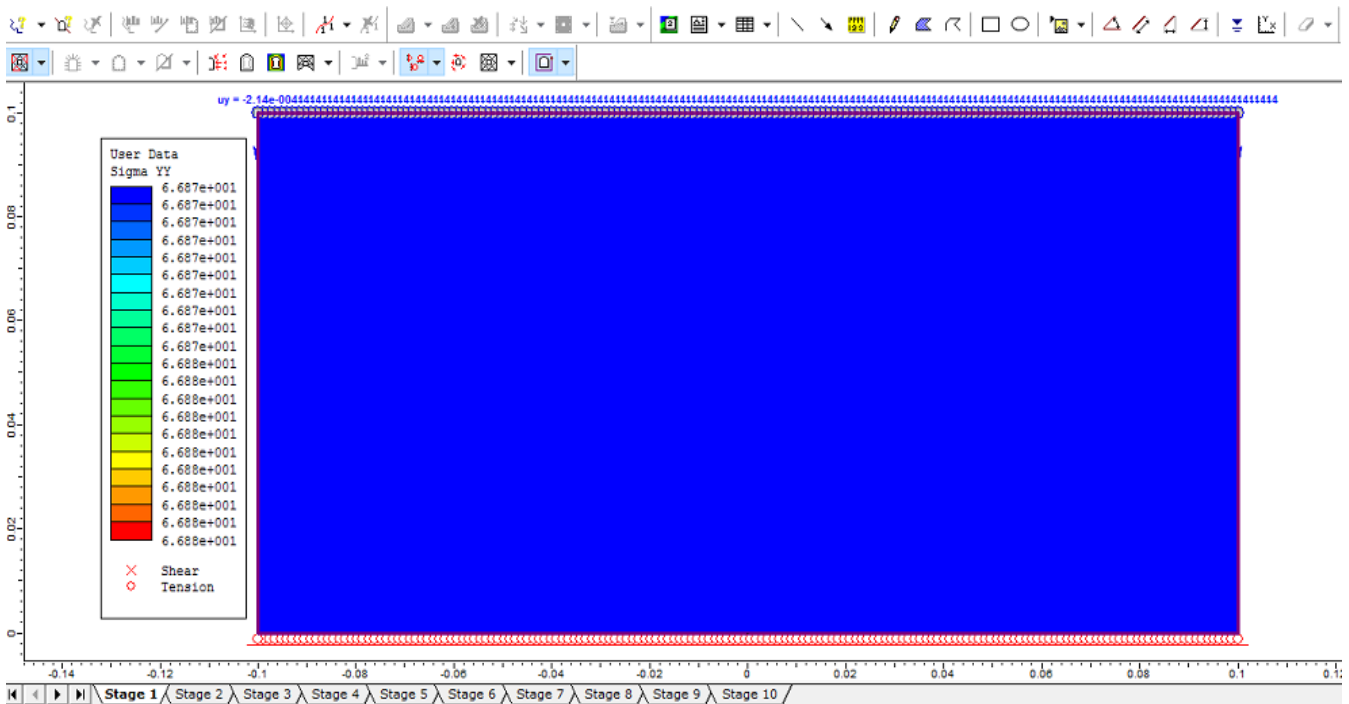 uy = -2.14e-004
0.1
0.08
0.06
0.04
0.02
0
User Data
Sigma YY
6.687e+001
6.687e+001
6.687e+001
6.687e+001
6.687e+001
6.687e+001
6.687e+001
6.687e+001
6.687e+001
6.687e+001
6.688e+001
6.688e+001
6.688e+001
6.688e+001
6.688e+001
6.688e+001
6.688e+001
6.688e+001
6.688e+001
6.688e+001
6.688e+001
Shear
Tension
-0.14 -0.12 -0.1 -0.08 -0.06 -0.04 -0.02 0 0.02 0.04 0.06 0.08 0.1
Stage 1 Stage 2 Stage 3 Stage 4 Stage 5 Stage 6 Stage 7 Stage 8 Stage 9 Stage 10